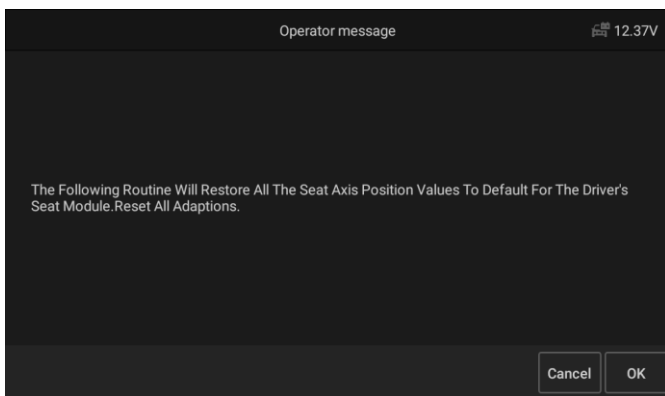 Operator message
12.37V
The Following Routine Will Restore All The Seat Axis Position Values To Default For The Driver's
Seat Module.Reset All Adaptions.
Cancel
OK